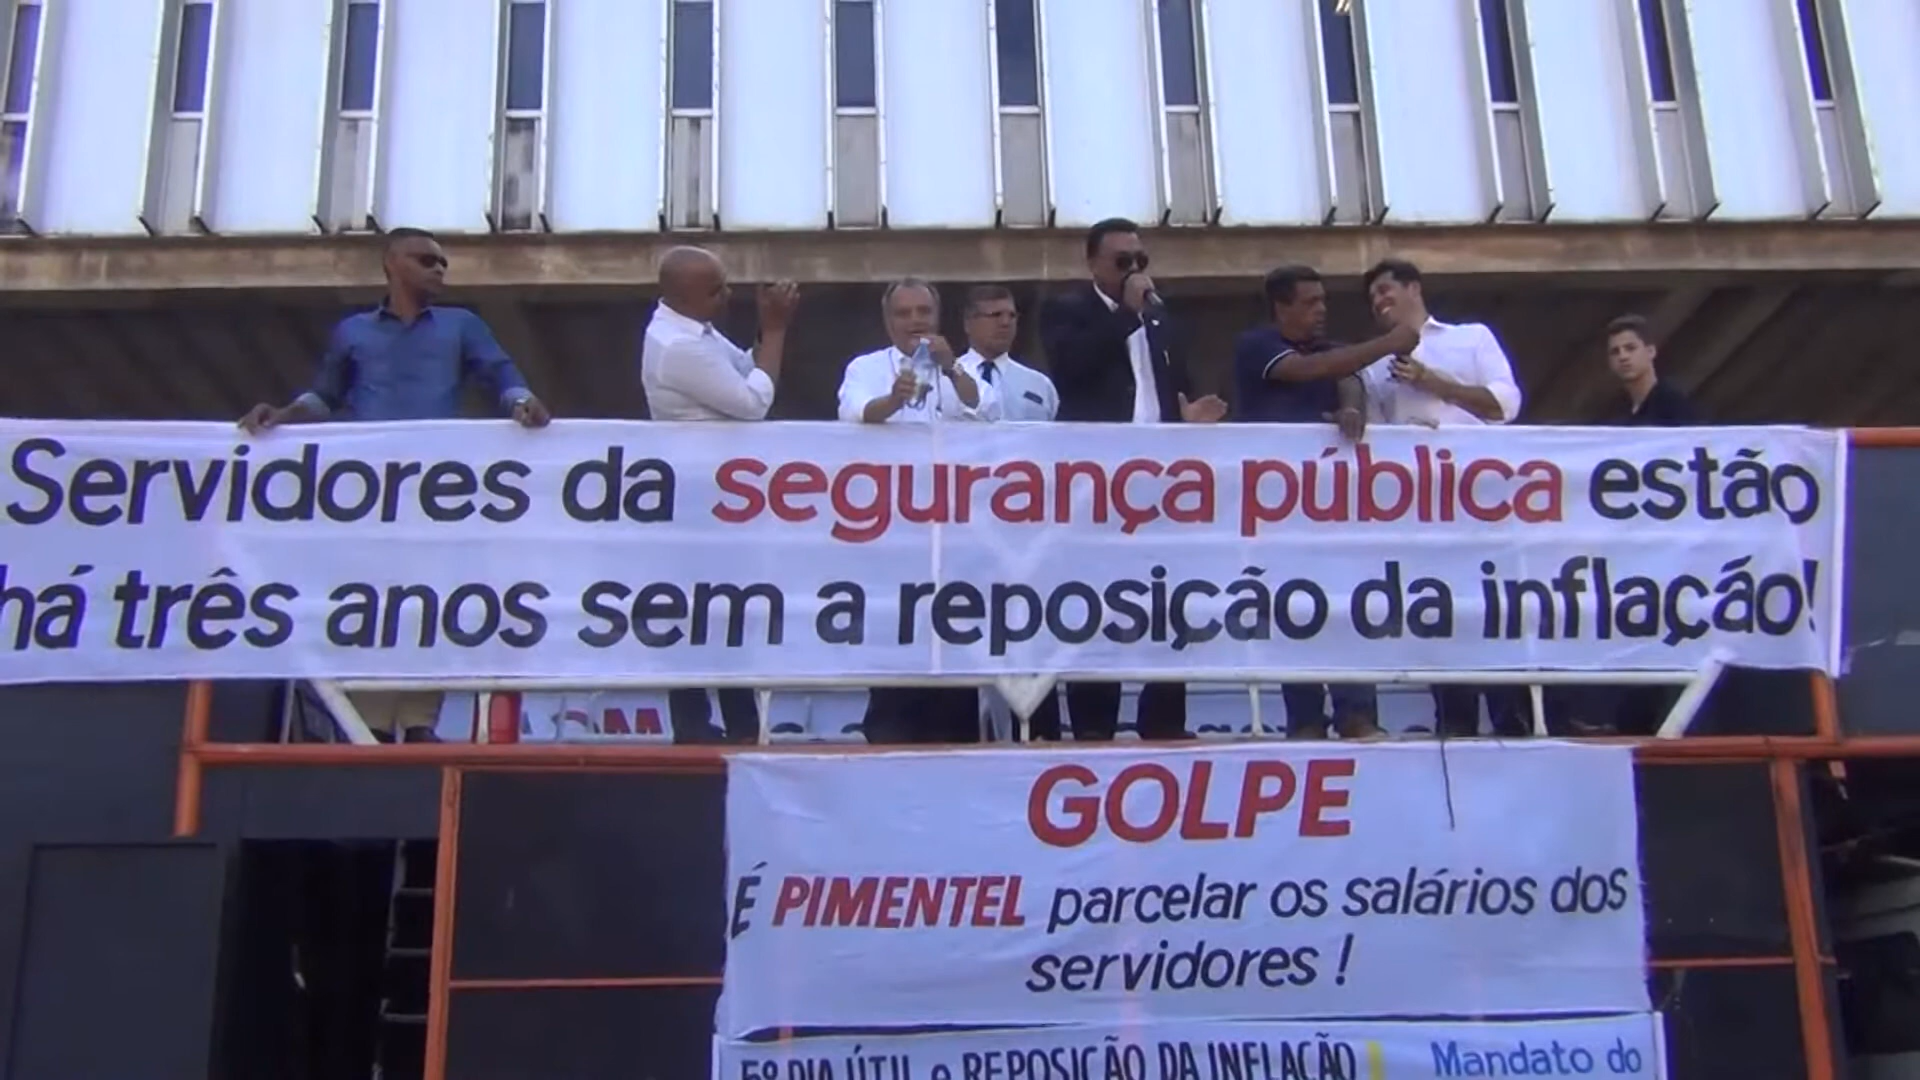 Servidores da segurança pública estão
há três anos sem a reposição da inflação!
GOLPE
É PIMENTEL parcelar os salários dos
servidores !
5º DIA ÚTIL e REPOSIÇÃO DA INFLAÇÃO
Mandato do